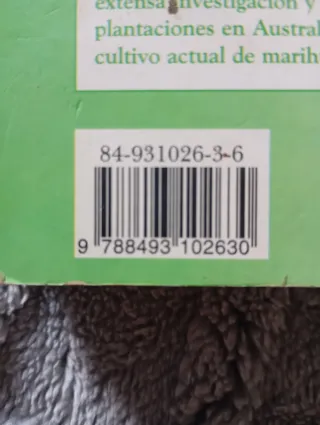 extensa investigación y
plantaciones en Austral
cultivo actual de marih
84-931026-3-6
9 788493 102630